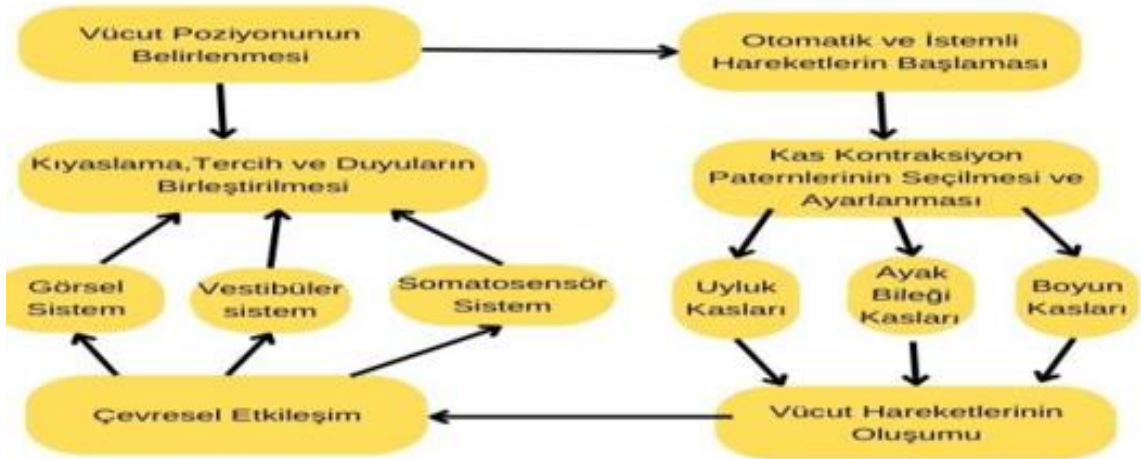 Vücut Poziyonunun
Belirlenmesi
Otomatik ve İstemli
Hareketlerin Başlaması
Kıyaslama,Tercih ve Duyuların
Birleştirilmesi
Kas Kontraksiyon
Paternlerinin Seçilmesi ve
Ayarlanması
Görsel
Sistem
Vestibüler
sistem
Somatosensör
Sistem
Uyluk
Kasları
Ayak
Bileği
Kasları
Boyun
Kasları
Çevresel Etkileşim
Vücut Hareketlerinin
Oluşumu